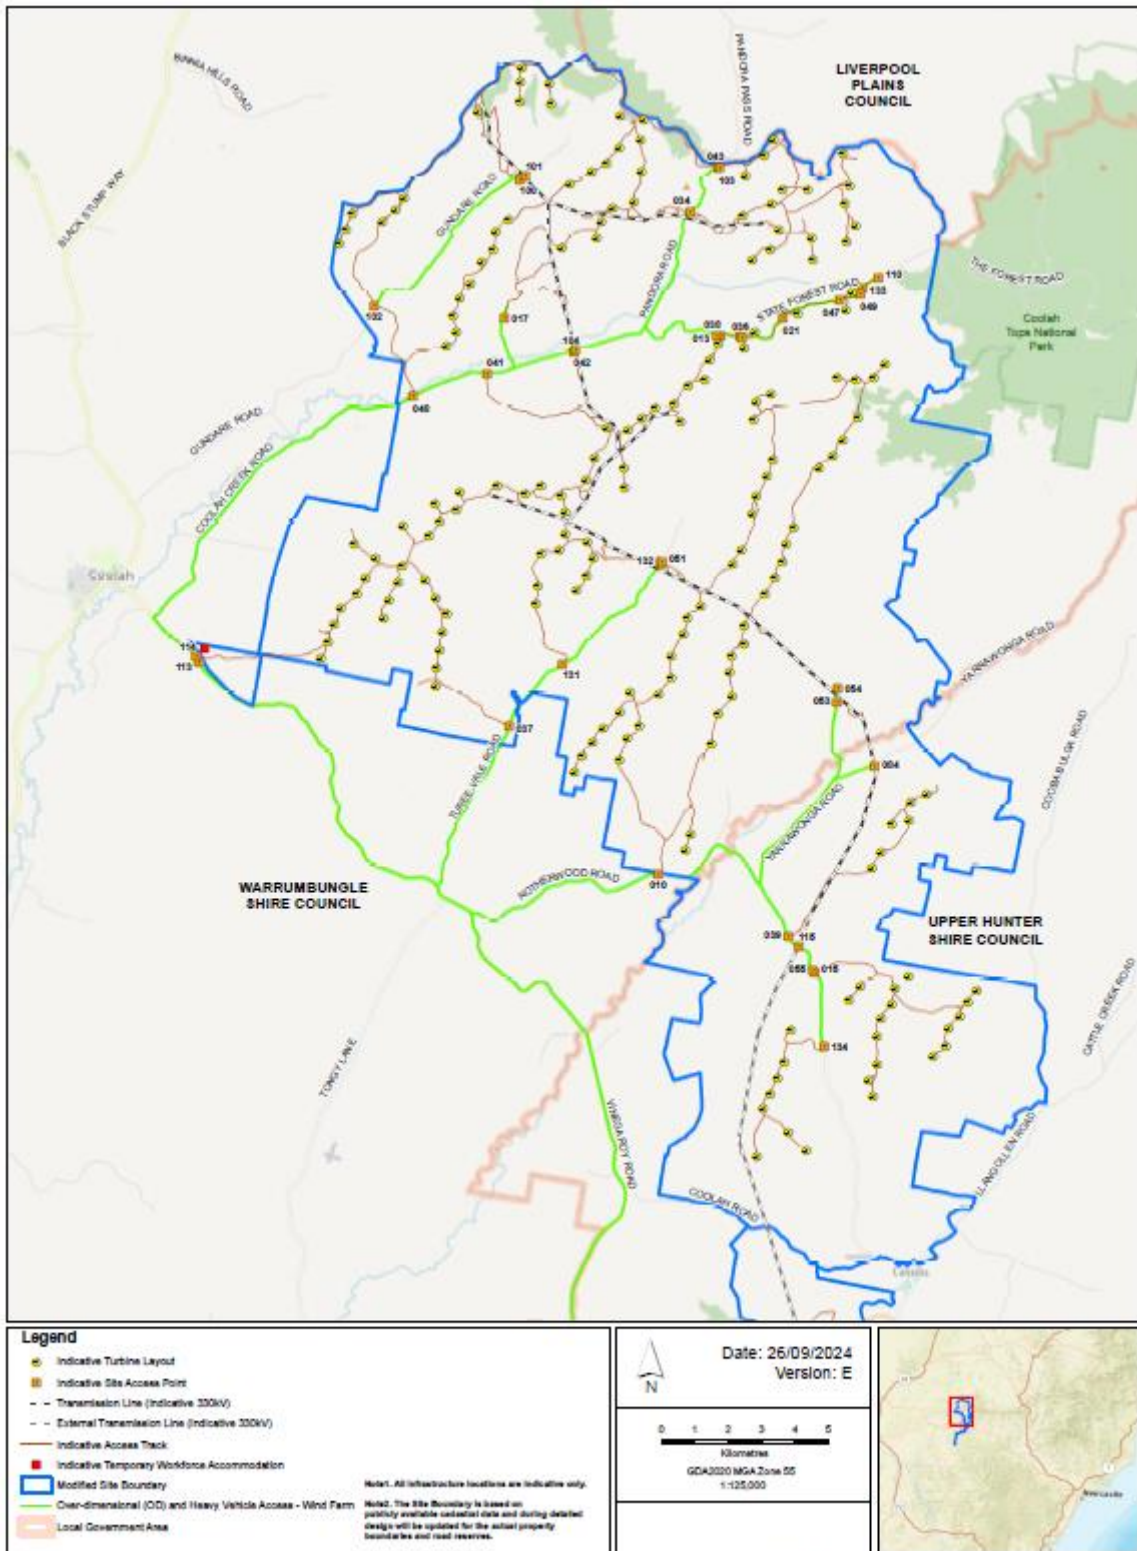 BINNIA HILLS ROAD
PANDORA PASS ROAD
LIVERPOOL
PLAINS
COUNCIL
BLACK STUMP WAY
101
100
GUNDARE ROAD
043
103
034
PANDORA ROAD
THE FOREST ROAD
110
STATE FOREST ROAD
047
049
021
Coolah
Tops National
Park
102
017
104
042
041
013
036
040
GUNDARE ROAD
COOLAH CREEK ROAD
Coolah
132
051
114
113
131
037
TUREE VALE ROAD
054
053
YARRAWONGA ROAD
COOBA BULGA ROAD
004
YARRAWONGA ROAD
ROTHERWOOD ROAD
010
WARRUMBUNGLE
SHIRE COUNCIL
UPPER HUNTER
SHIRE COUNCIL
039
115
055
015
134
CATTLE CREEK ROAD
TONGY LANE
VINEGAROY ROAD
LLANGOLLEN ROAD
COOLAH ROAD
Cassilis
Legend
Indicative Turbine Layout
Indicative Site Access Point
Transmission Line (Indicative 330kV)
External Transmission Line (Indicative 330kV)
Indicative Access Track
Indicative Temporary Workforce Accommodation
Modified Site Boundary
Over-dimensional (OD) and Heavy Vehicle Access - Wind Farm
Local Government Area
Note1. All infrastructure locations are indicative only.
Note2. The Site Boundary is based on
publicly available cadastral data and during detailed
design will be updated for the actual property
boundaries and road reserves.
N
Date: 26/09/2024
Version: E
0 1 2 3 4 5
Kilometres
GDA2020 MGA Zone 55
1:125,000
Newcastle